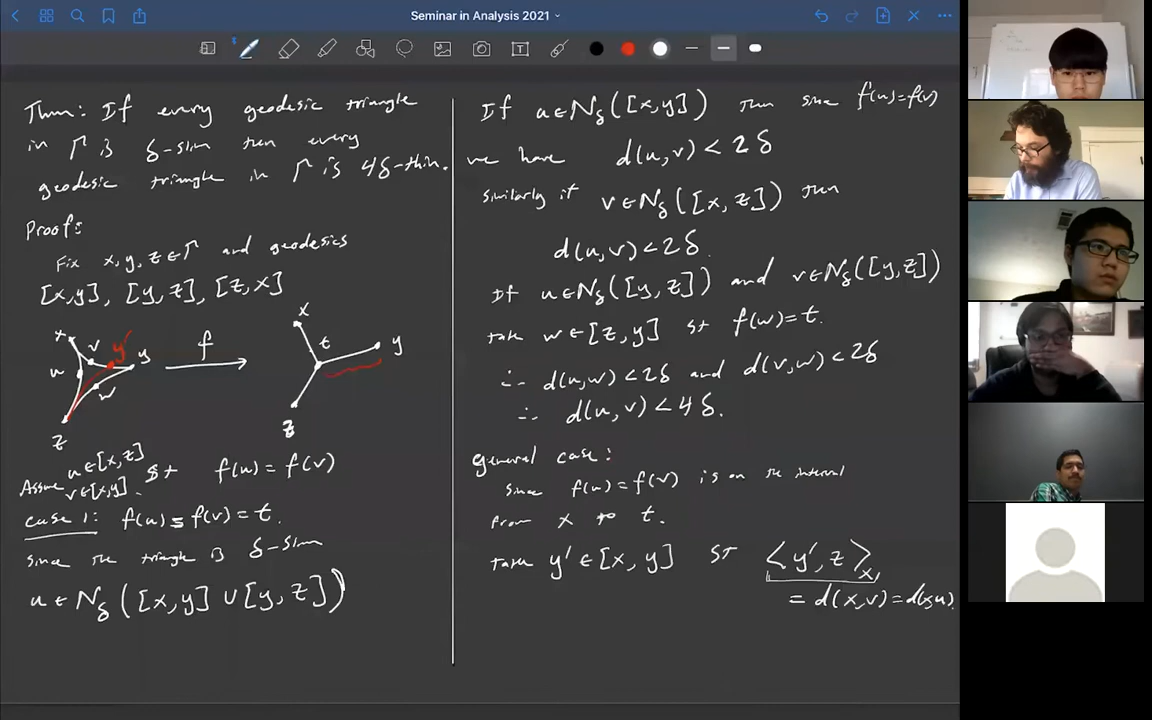 Seminar in Analysis 2021
Thm: If every geodesic triangle
in Γ is δ-slim then every
geodesic triangle in Γ is 4δ-thin.
Proof:
Fix x, y, z ∈ Γ and geodesics
[x,y], [y,z], [z,x]
x v y' y u w z
f
x t y z
Assume u∈[x,z] v∈[x,y] st f(u) = f(v)
case 1: f(u) = f(v) = t.
since the triangle is δ-slim
u ∈ N_δ([x,y] ∪ [y,z])
If u ∈ N_δ([x,y]) then since f(u)=f(v)
we have d(u,v) < 2δ
similarly if v ∈ N_δ([x,z]) then
d(u,v) < 2δ.
If u ∈ N_δ([y,z]) and v ∈ N_δ([y,z])
take w ∈ [z,y] st f(w) = t.
∴ d(u,w) < 2δ and d(v,w) < 2δ
∴ d(u,v) < 4δ.
general case:
since f(u) = f(v) is on the interval
from x to t.
take y' ∈ [x,y] st ⟨y', z⟩_x
= d(x,v) = d(x,u)